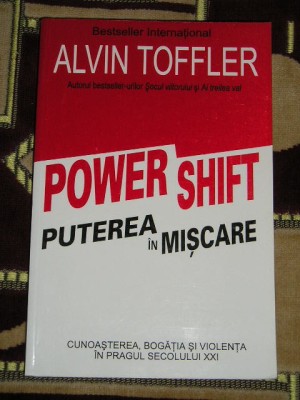 Bestseller Internațional
ALVIN TOFFLER
Autorul bestseller-urilor Șocul viitorului și Al treilea val
POWER SHIFT
PUTEREA ÎN MIȘCARE
CUNOAȘTEREA, BOGĂȚIA ȘI VIOLENȚA
ÎN PRAGUL SECOLULUI XXI